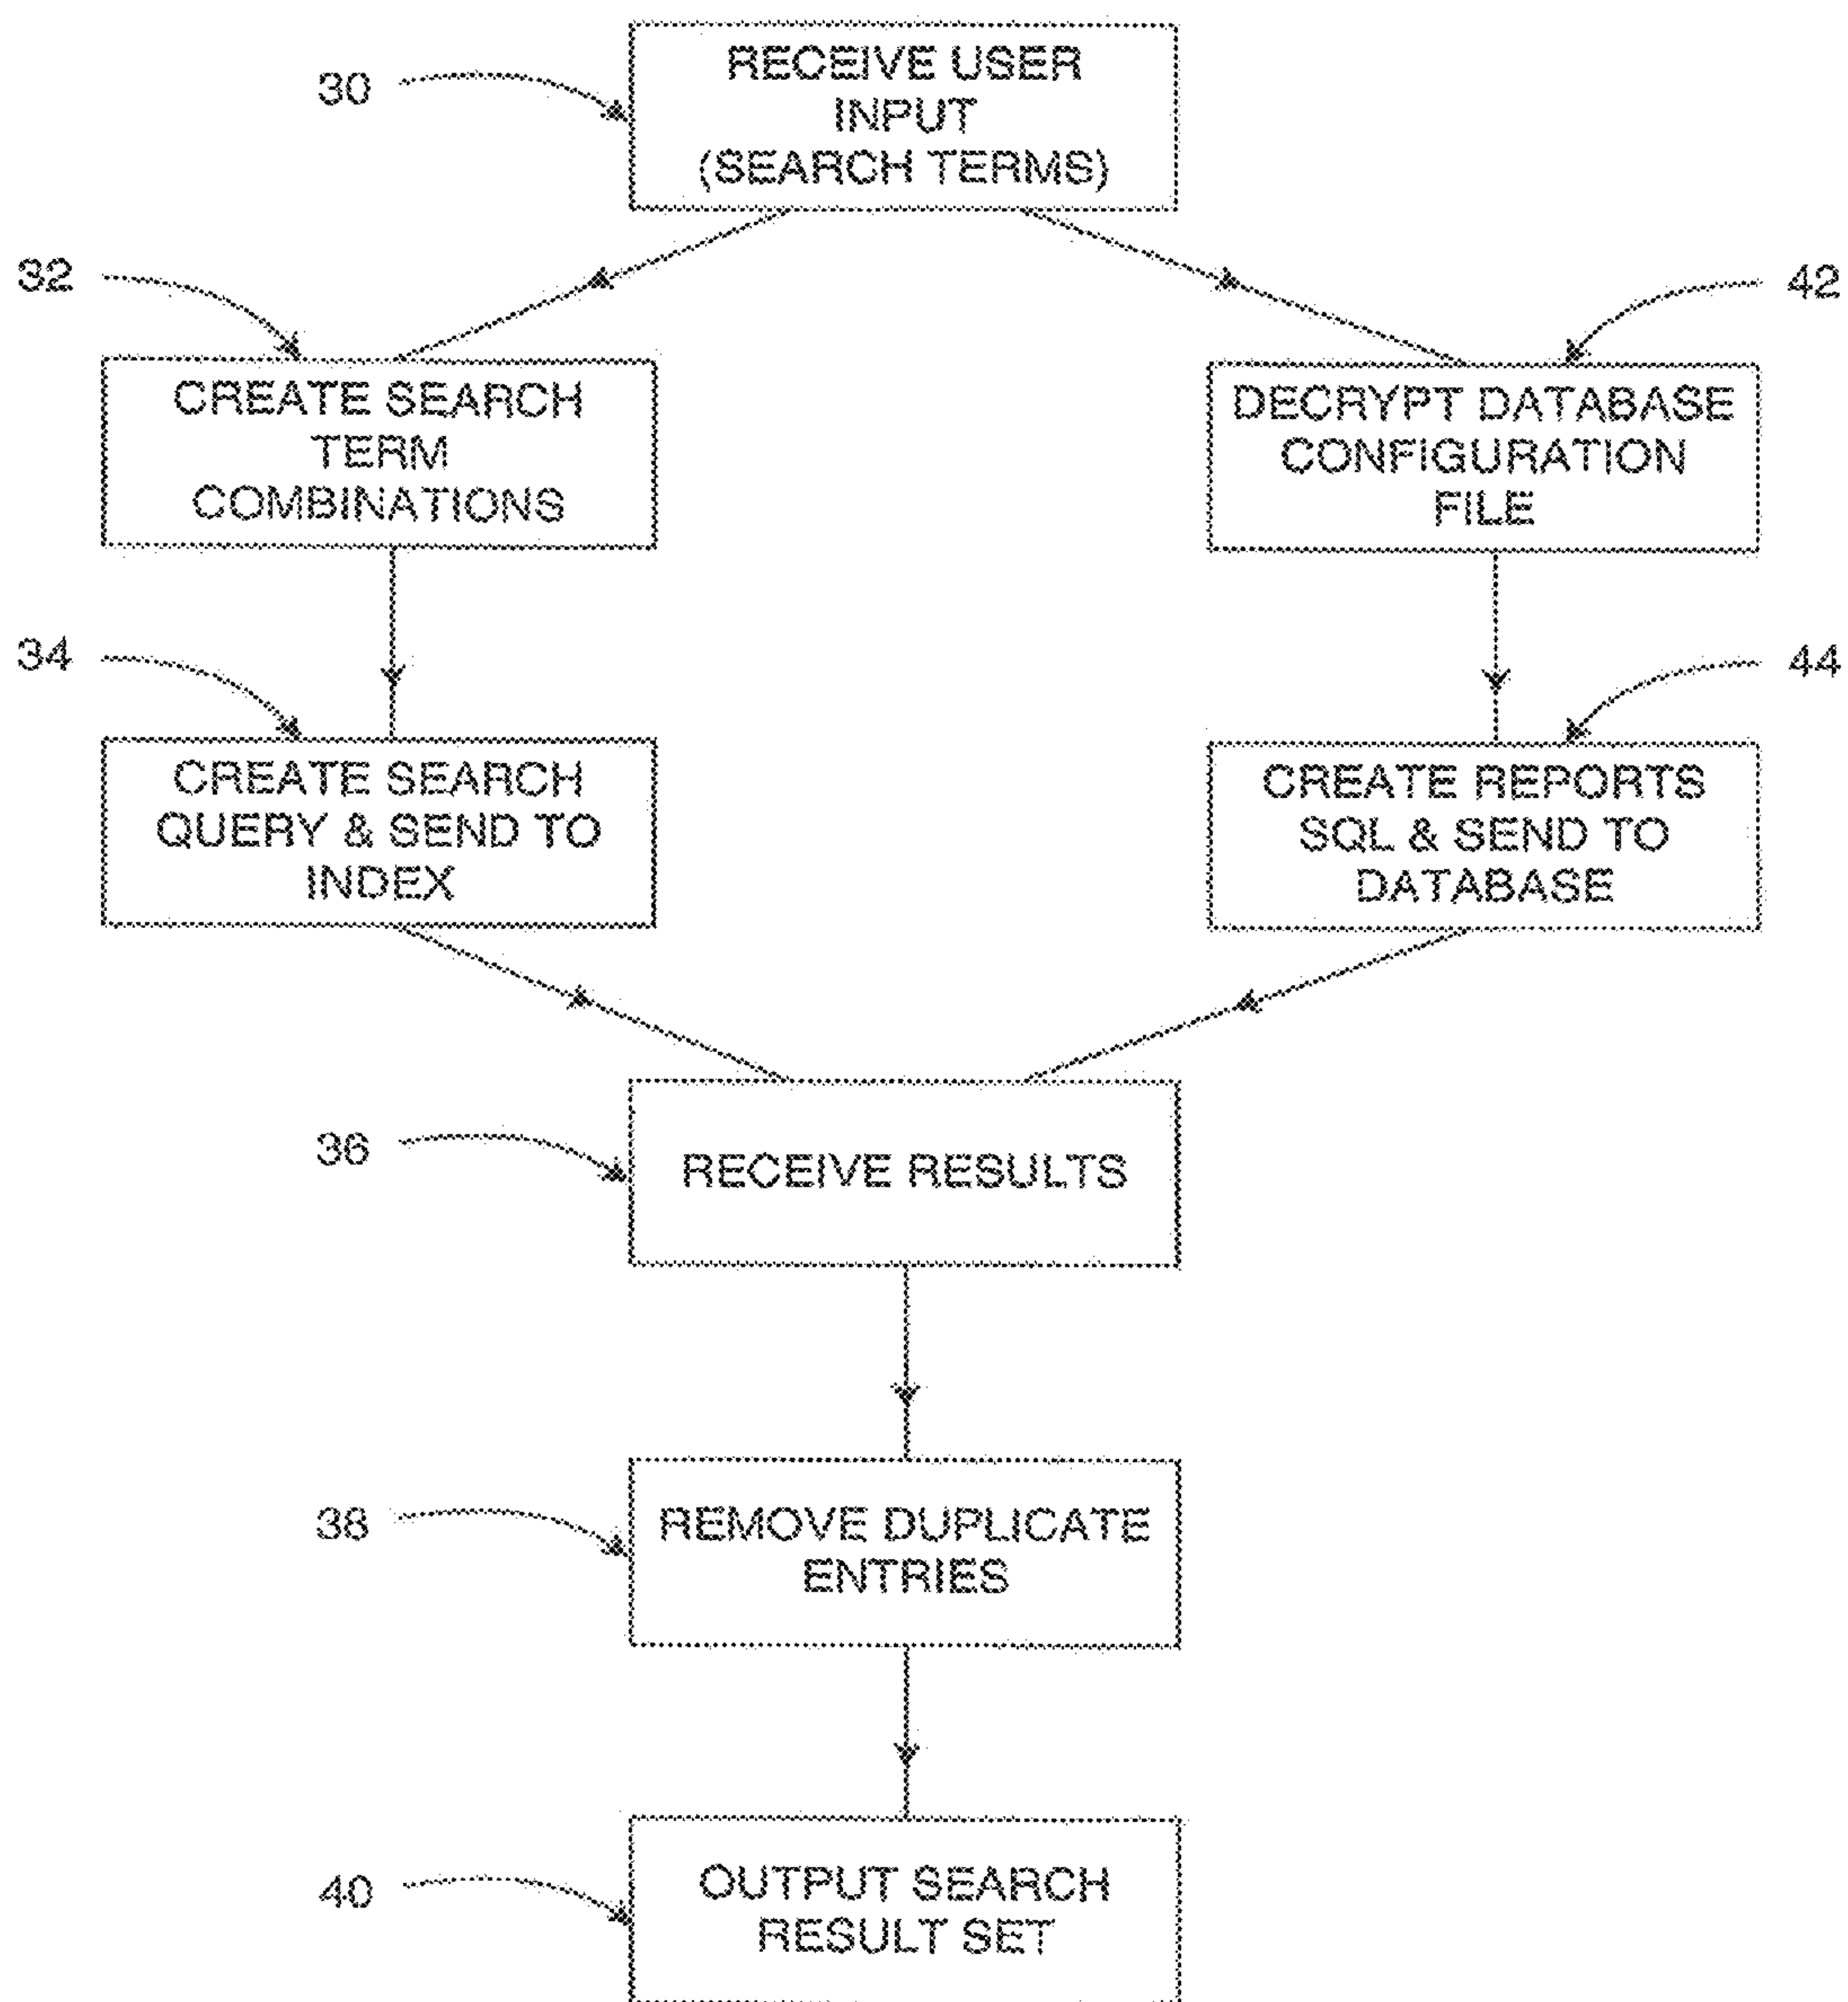 30
RECEIVE USER
INPUT
(SEARCH TERMS)
32
CREATE SEARCH
TERM
COMBINATIONS
42
DECRYPT DATABASE
CONFIGURATION
FILE
34
CREATE SEARCH
QUERY & SEND TO
INDEX
44
CREATE REPORTS
SQL & SEND TO
DATABASE
36
RECEIVE RESULTS
38
REMOVE DUPLICATE
ENTRIES
40
OUTPUT SEARCH
RESULT SET